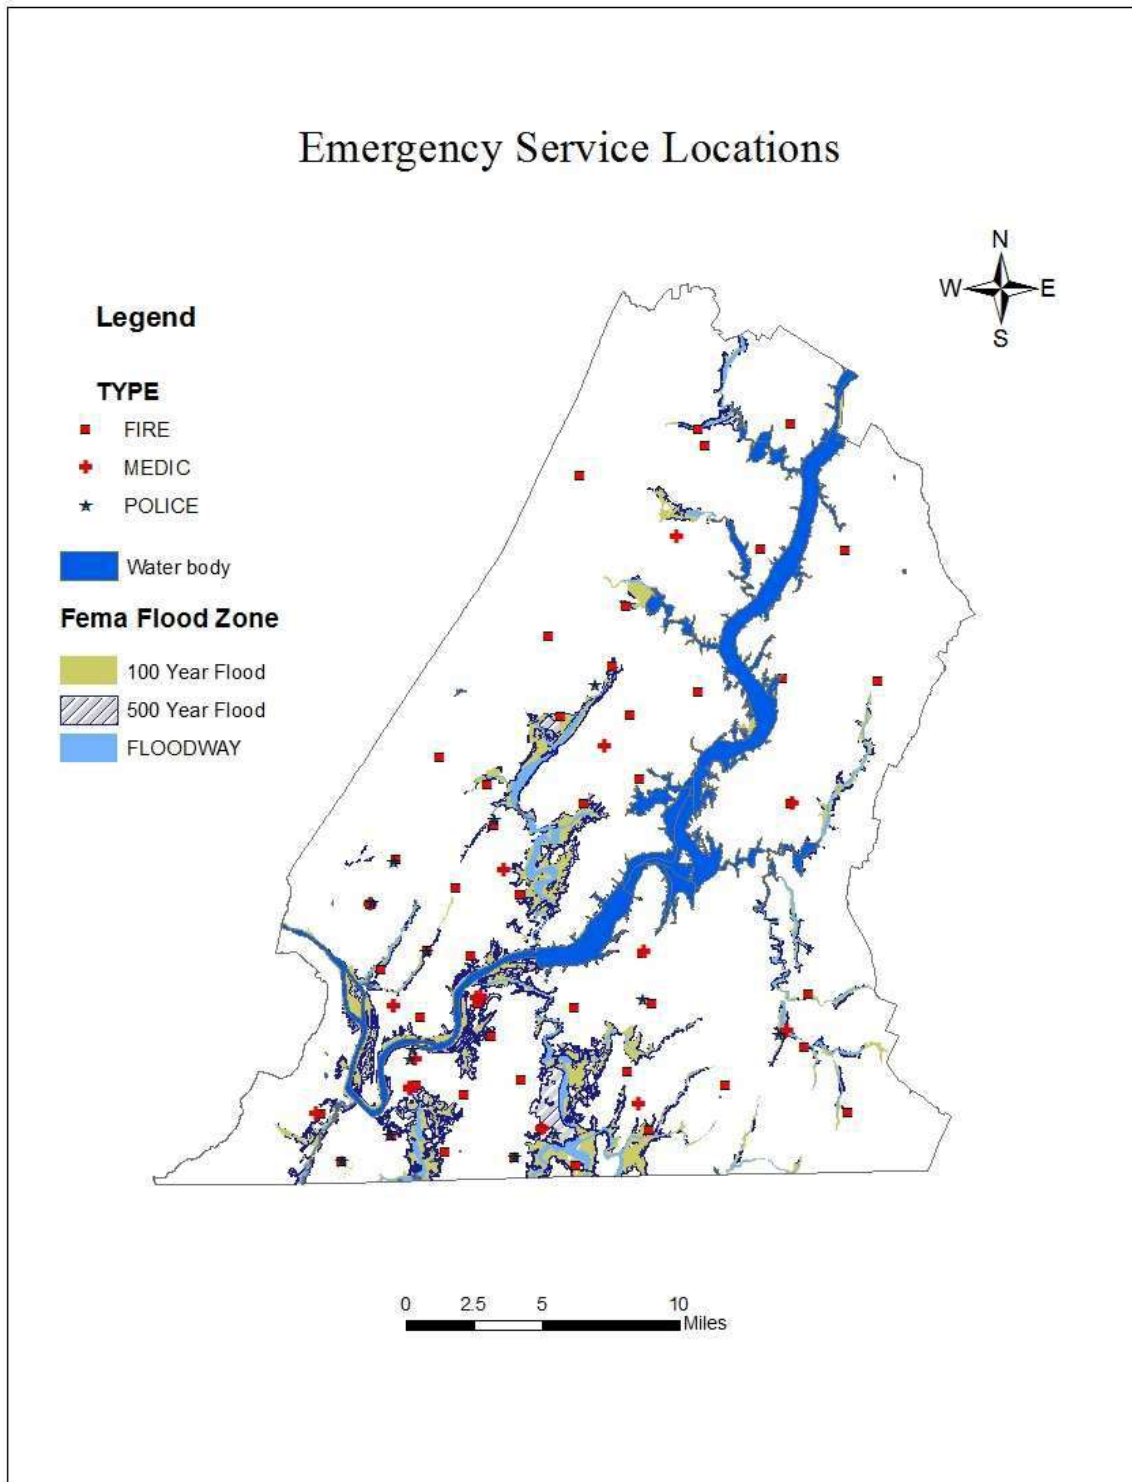 Emergency Service Locations
N
W E
S
Legend
TYPE
FIRE
MEDIC
POLICE
Water body
Fema Flood Zone
100 Year Flood
500 Year Flood
FLOODWAY
0 2.5 5 10
Miles